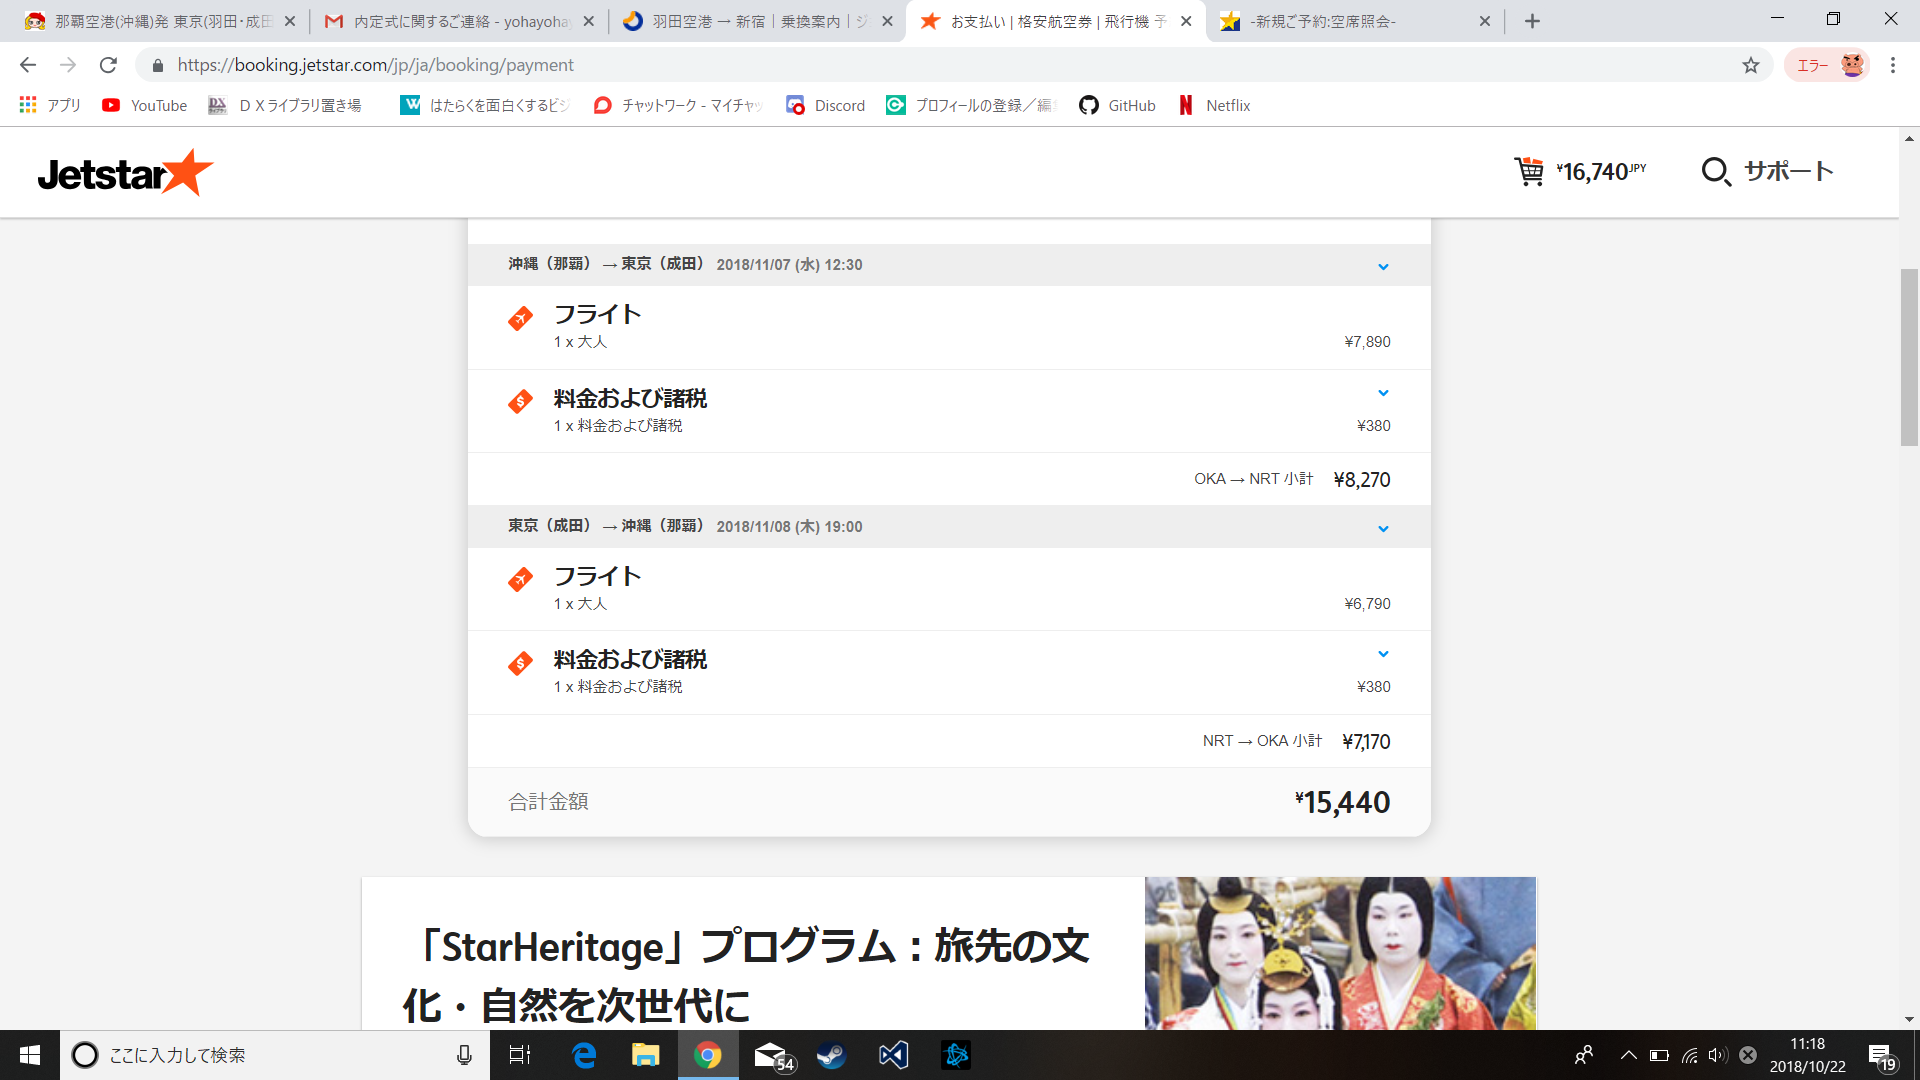 那覇空港(沖縄)発 東京(羽田・成田
内定式に関するご連絡 - yohayohay
羽田空港 → 新宿｜乗換案内｜ジ
お支払い | 格安航空券 | 飛行機 予
-新規ご予約:空席照会-
https://booking.jetstar.com/jp/ja/booking/payment
エラー
アプリ
YouTube
ＤＸライブラリ置き場
はたらくを面白くするビジ
チャットワーク - マイチャッ
Discord
プロフィールの登録／編集
GitHub
Netflix
Jetstar
¥16,740JPY
サポート
沖縄（那覇） → 東京（成田） 2018/11/07 (水) 12:30
フライト
1 x 大人 ¥7,890
料金および諸税
1 x 料金および諸税 ¥380
OKA → NRT 小計 ¥8,270
東京（成田） → 沖縄（那覇） 2018/11/08 (木) 19:00
フライト
1 x 大人 ¥6,790
料金および諸税
1 x 料金および諸税 ¥380
NRT → OKA 小計 ¥7,170
合計金額 ¥15,440
「StarHeritage」プログラム：旅先の文
化・自然を次世代に
ここに入力して検索
54
11:18
2018/10/22
19